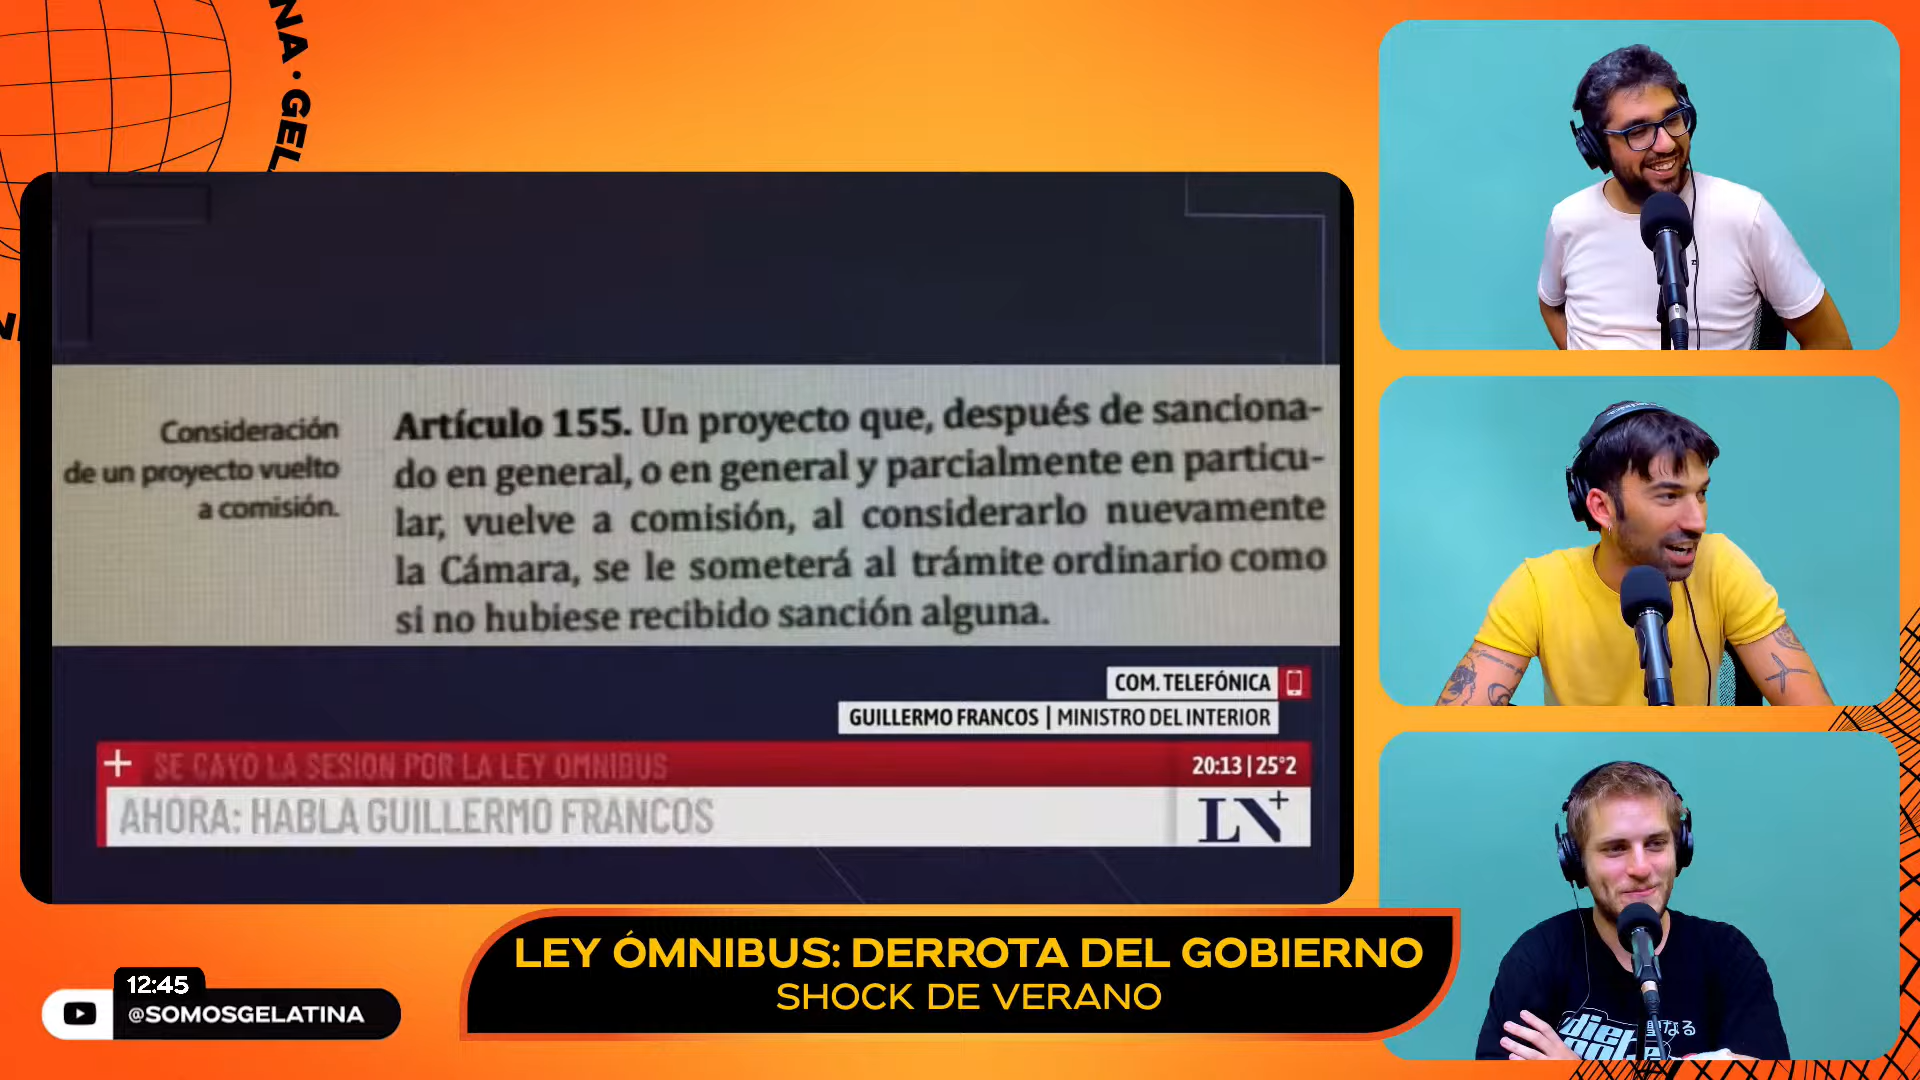 NA · GEL
N
Consideración
de un proyecto vuelto
a comisión.
Artículo 155. Un proyecto que, después de sanciona-
do en general, o en general y parcialmente en particu-
lar, vuelve a comisión, al considerarlo nuevamente
la Cámara, se le someterá al trámite ordinario como
si no hubiese recibido sanción alguna.
COM. TELEFÓNICA
GUILLERMO FRANCOS | MINISTRO DEL INTERIOR
+ SE CAYÓ LA SESIÓN POR LA LEY OMNIBUS
20:13 | 25°2
AHORA: HABLA GUILLERMO FRANCOS
LN+
LEY ÓMNIBUS: DERROTA DEL GOBIERNO
SHOCK DE VERANO
12:45
@SOMOSGELATINA
diet